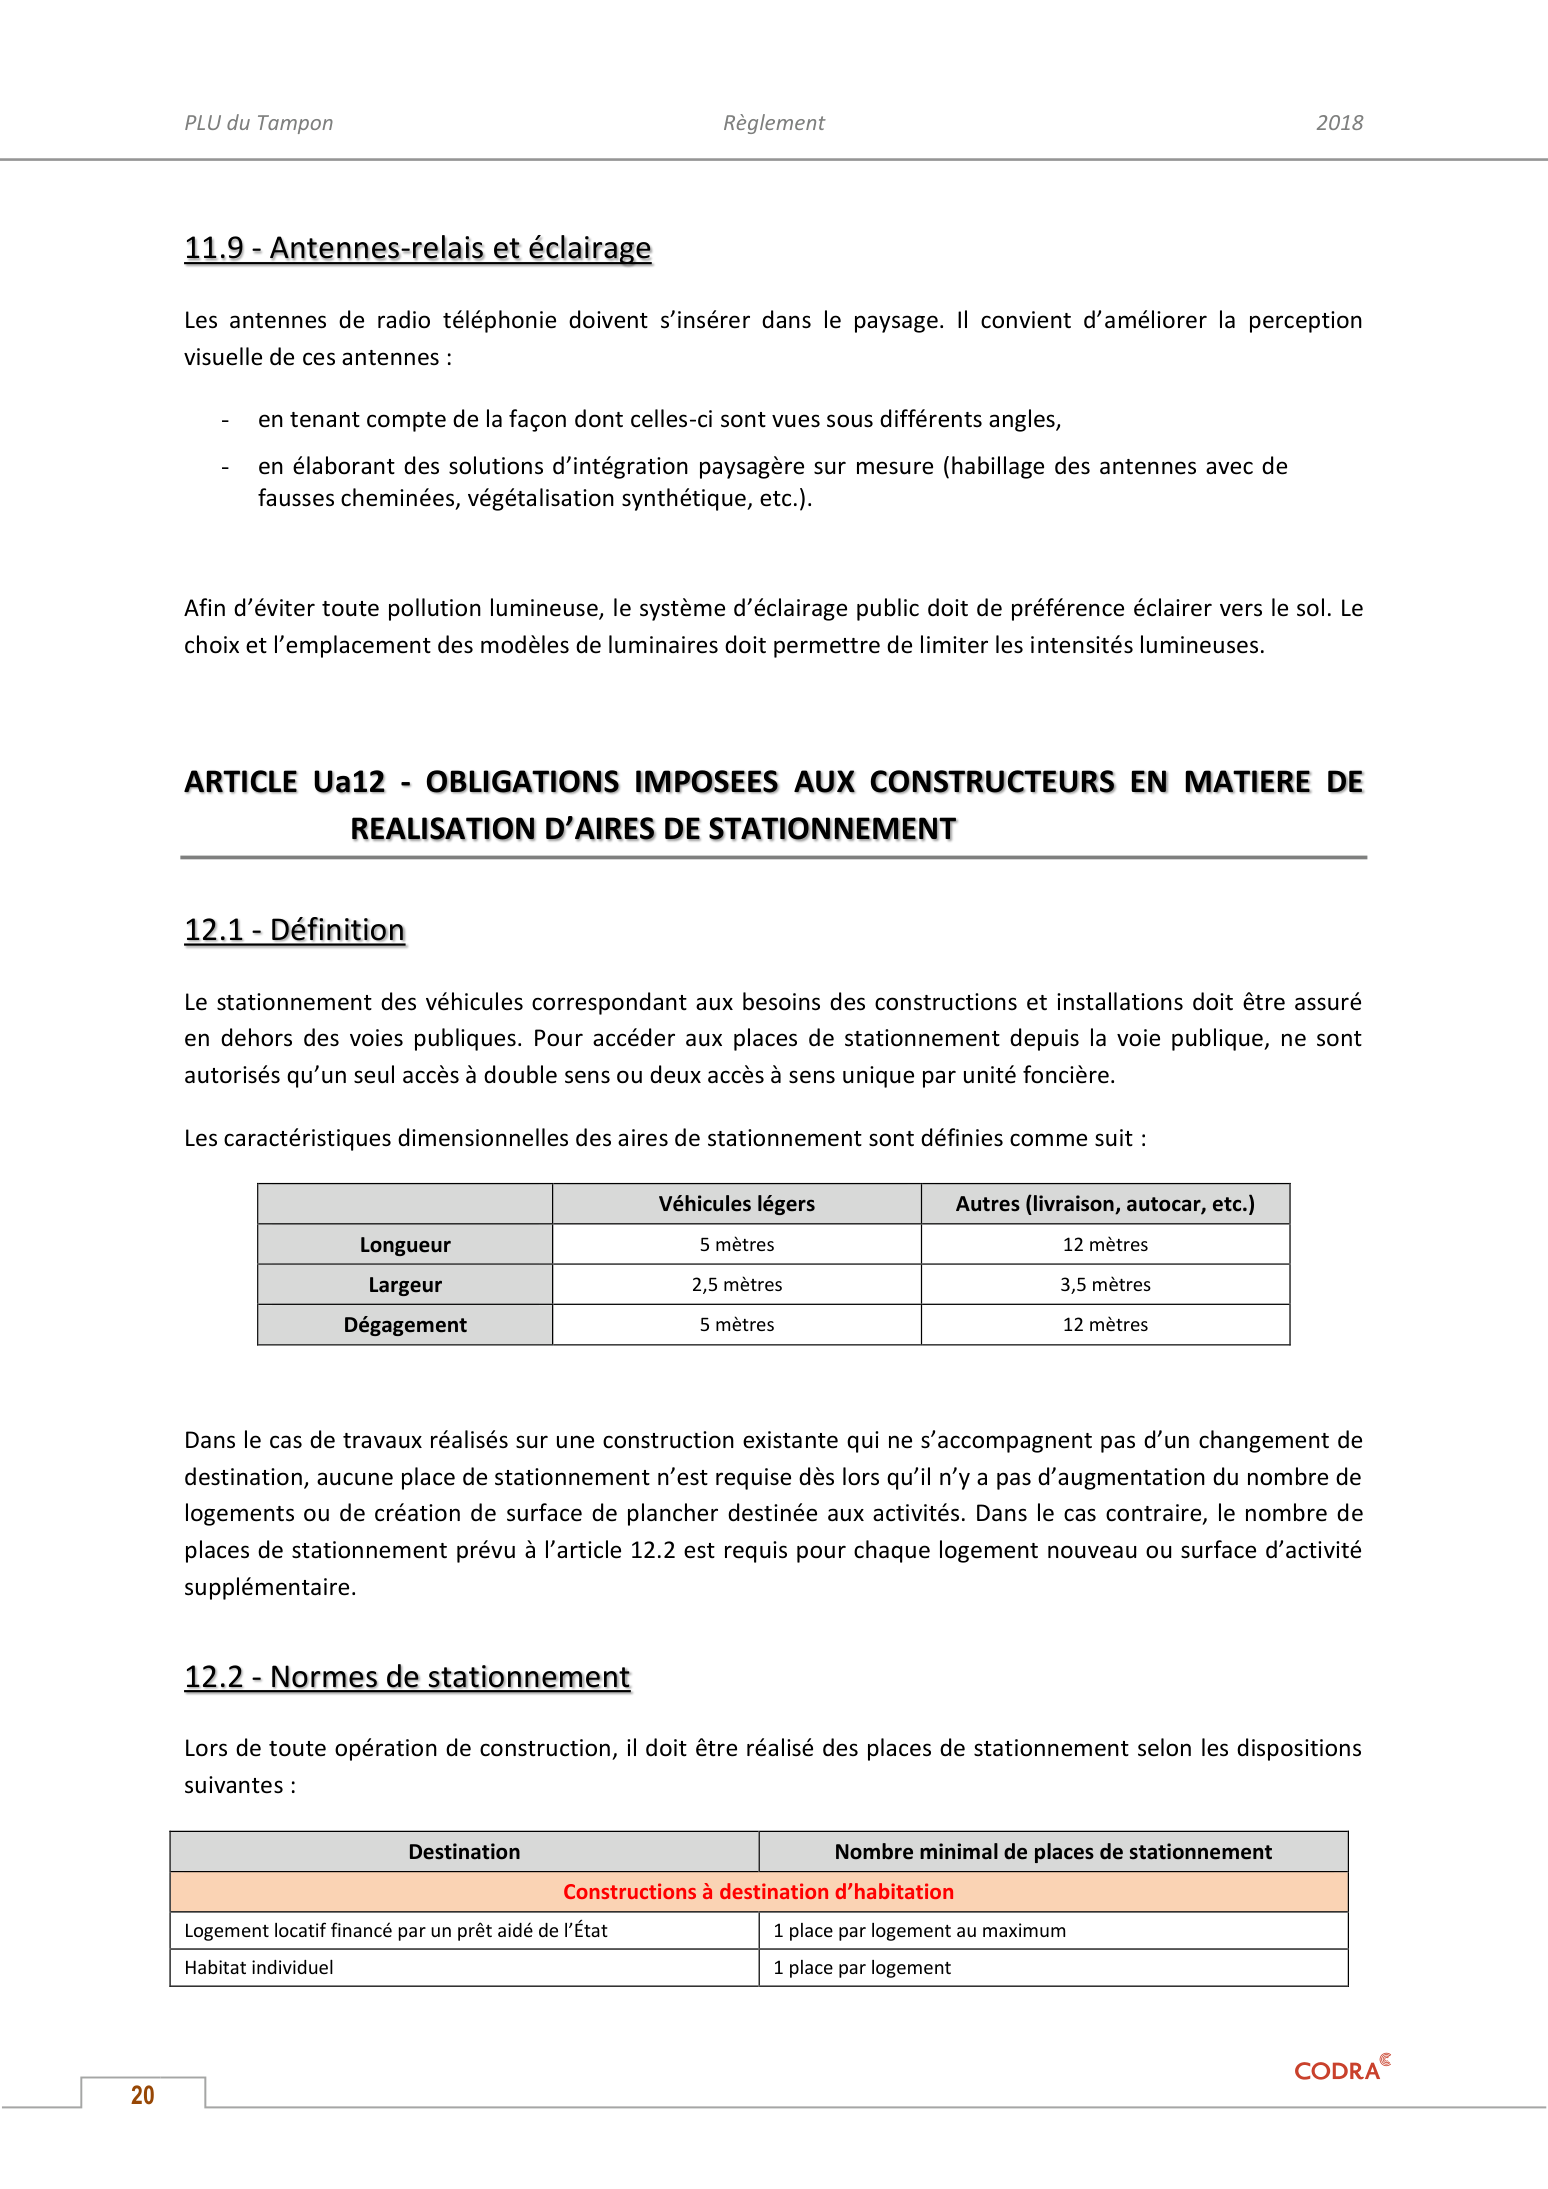 PLU du Tampon Règlement 2018
11.9 - Antennes-relais et éclairage
Les antennes de radio téléphonie doivent s’insérer dans le paysage. Il convient d’améliorer la perception
visuelle de ces antennes :
- en tenant compte de la façon dont celles-ci sont vues sous différents angles,
- en élaborant des solutions d’intégration paysagère sur mesure (habillage des antennes avec de
fausses cheminées, végétalisation synthétique, etc.).
Afin d’éviter toute pollution lumineuse, le système d’éclairage public doit de préférence éclairer vers le sol. Le
choix et l’emplacement des modèles de luminaires doit permettre de limiter les intensités lumineuses.
ARTICLE Ua12 - OBLIGATIONS IMPOSEES AUX CONSTRUCTEURS EN MATIERE DE
REALISATION D’AIRES DE STATIONNEMENT
12.1 - Définition
Le stationnement des véhicules correspondant aux besoins des constructions et installations doit être assuré
en dehors des voies publiques. Pour accéder aux places de stationnement depuis la voie publique, ne sont
autorisés qu’un seul accès à double sens ou deux accès à sens unique par unité foncière.
Les caractéristiques dimensionnelles des aires de stationnement sont définies comme suit :
Véhicules légers Autres (livraison, autocar, etc.)
Longueur 5 mètres 12 mètres
Largeur 2,5 mètres 3,5 mètres
Dégagement 5 mètres 12 mètres
Dans le cas de travaux réalisés sur une construction existante qui ne s’accompagnent pas d’un changement de
destination, aucune place de stationnement n’est requise dès lors qu’il n’y a pas d’augmentation du nombre de
logements ou de création de surface de plancher destinée aux activités. Dans le cas contraire, le nombre de
places de stationnement prévu à l’article 12.2 est requis pour chaque logement nouveau ou surface d’activité
supplémentaire.
12.2 - Normes de stationnement
Lors de toute opération de construction, il doit être réalisé des places de stationnement selon les dispositions
suivantes :
Destination Nombre minimal de places de stationnement
Constructions à destination d’habitation
Logement locatif financé par un prêt aidé de l’État 1 place par logement au maximum
Habitat individuel 1 place par logement
CODRA
20